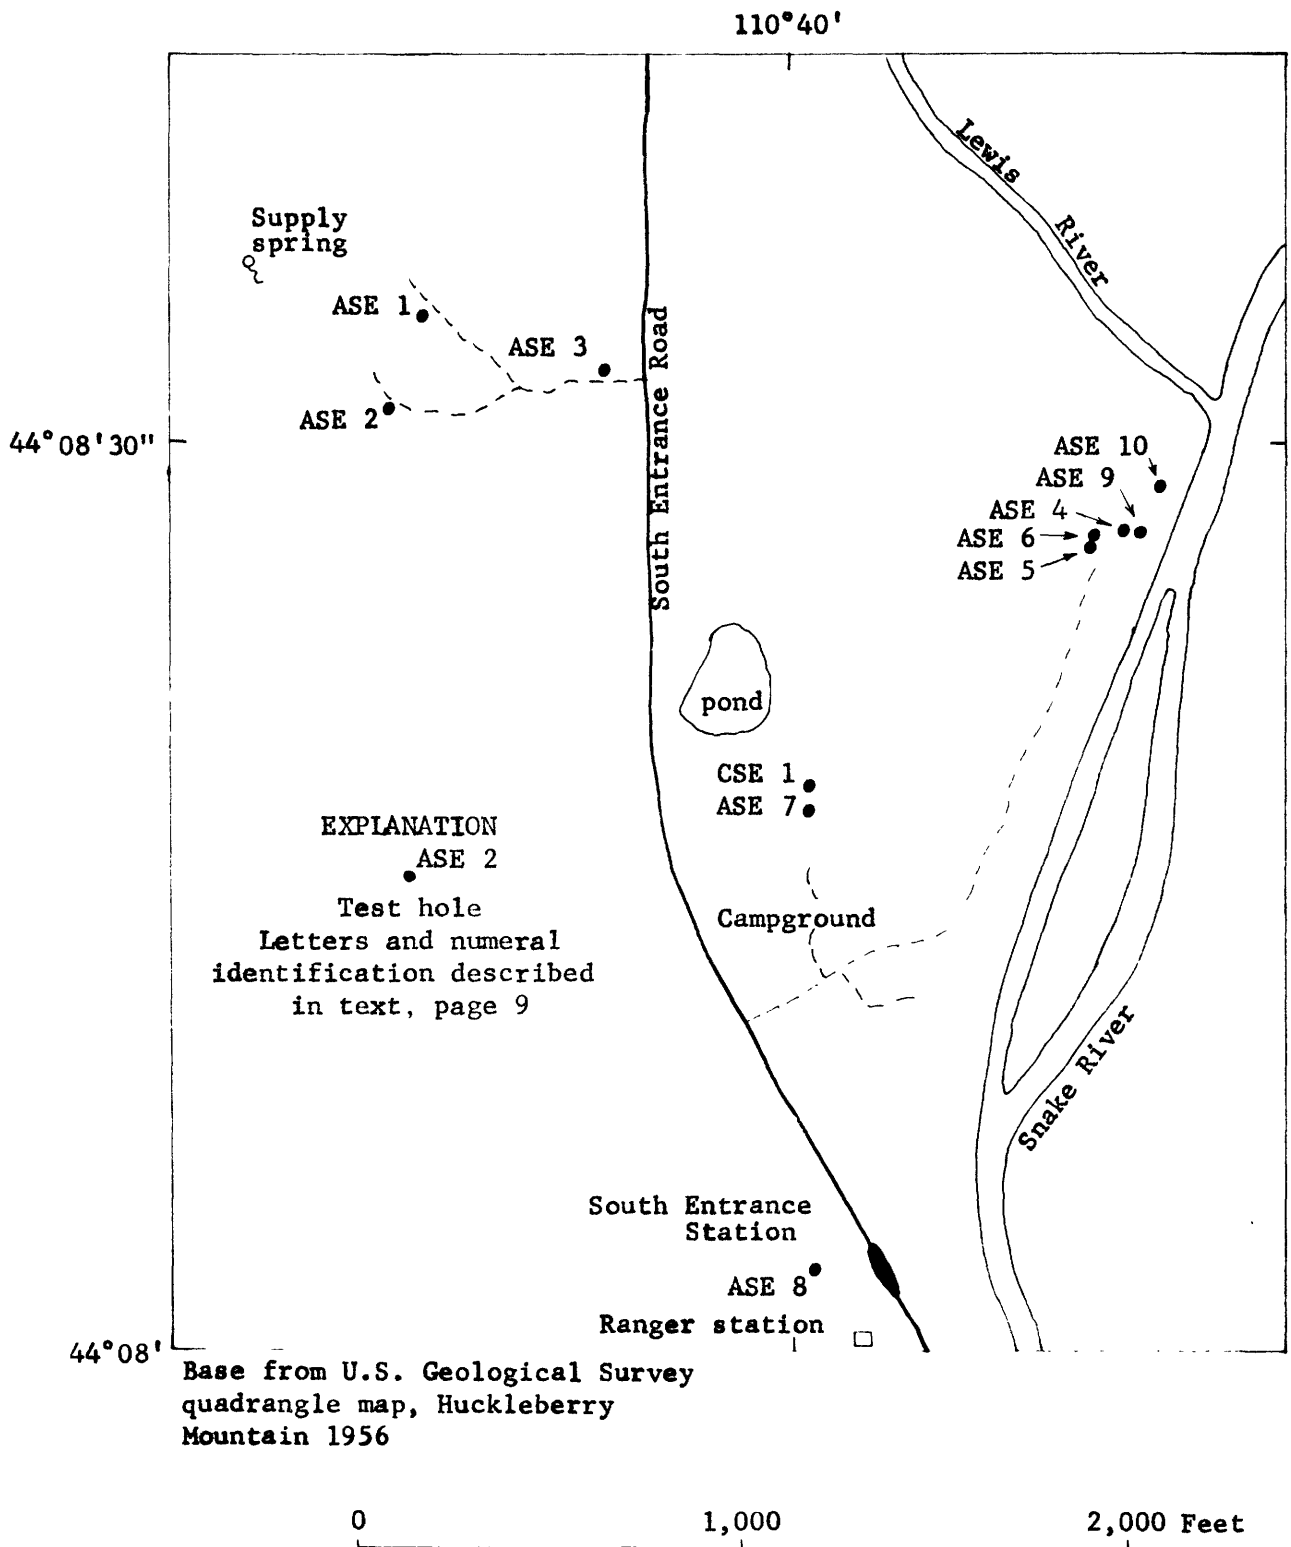 110°40'
Lewis
River
Supply
spring
ASE 1
ASE 3
ASE 2
South Entrance Road
44°08'30"
ASE 10
ASE 9
ASE 4
ASE 6
ASE 5
pond
CSE 1
ASE 7
EXPLANATION
ASE 2
Test hole
Letters and numeral
identification described
in text, page 9
Campground
Snake River
South Entrance
Station
ASE 8
Ranger station
44°08'
Base from U.S. Geological Survey
quadrangle map, Huckleberry
Mountain 1956
0 1,000 2,000 Feet